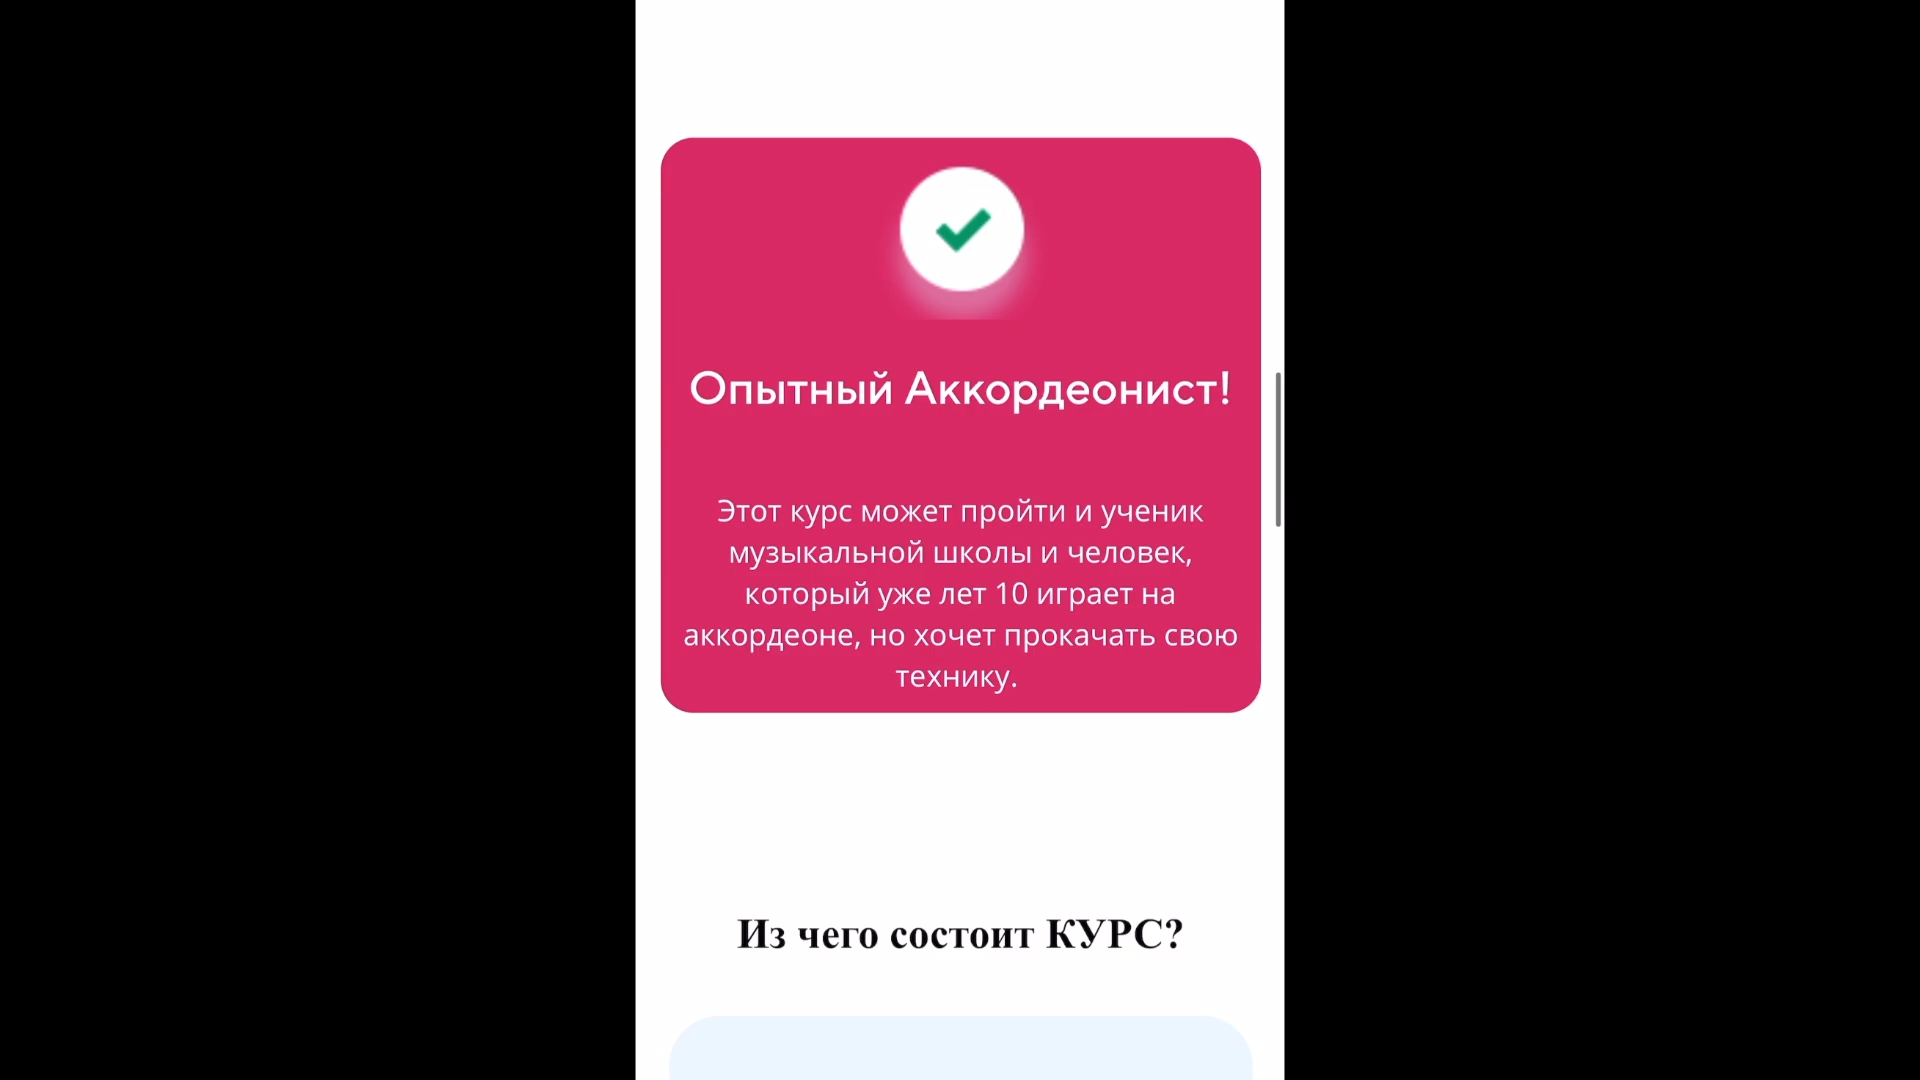 Опытный Аккордеонист!
Этот курс может пройти и ученик
музыкальной школы и человек,
который уже лет 10 играет на
аккордеоне, но хочет прокачать свою
технику.
Из чего состоит КУРС?